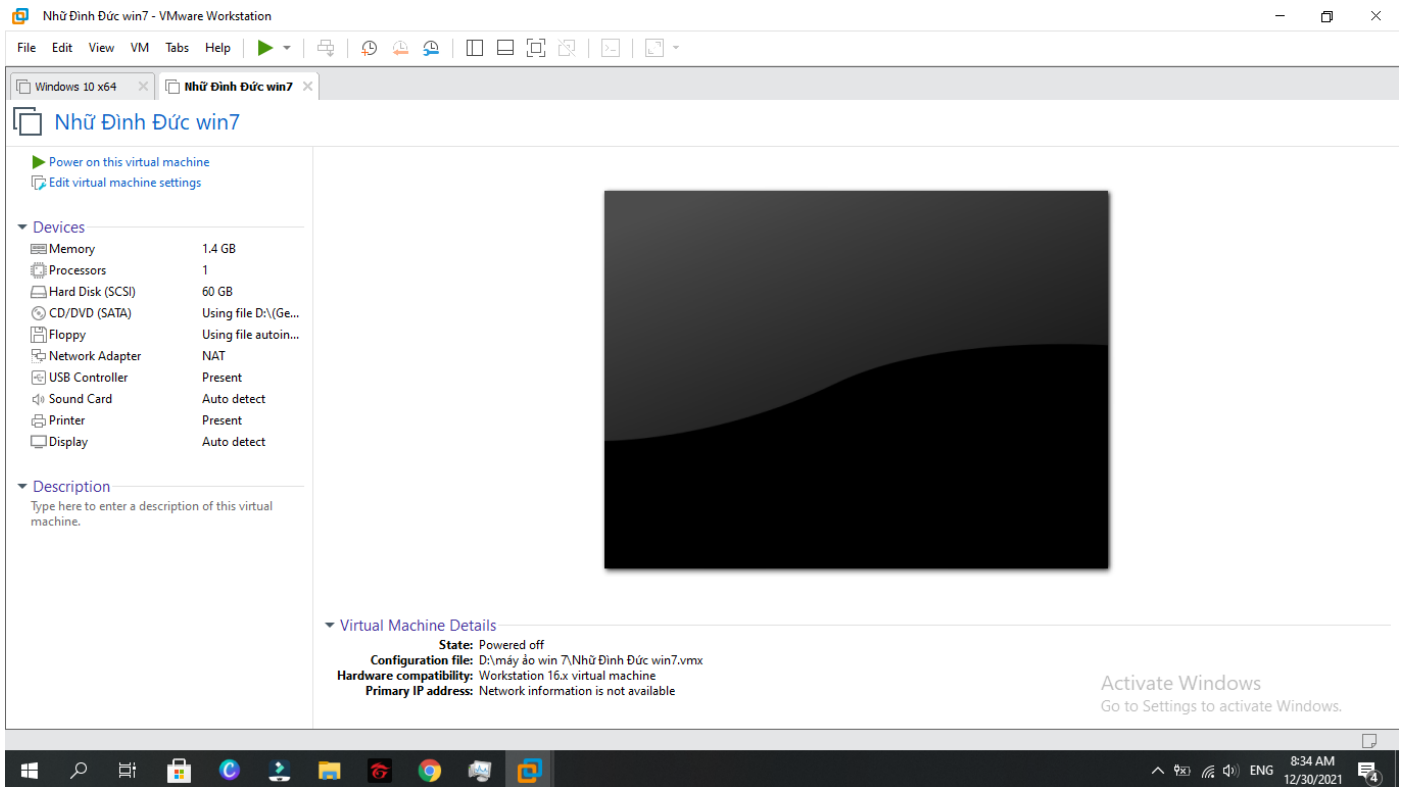 Nhữ Đình Đức win7 - VMware Workstation
File Edit View VM Tabs Help
Windows 10 x64 Nhữ Đình Đức win7
Nhữ Đình Đức win7
Power on this virtual machine
Edit virtual machine settings
Devices
Memory 1.4 GB
Processors 1
Hard Disk (SCSI) 60 GB
CD/DVD (SATA) Using file D:\(Ge...
Floppy Using file autoin...
Network Adapter NAT
USB Controller Present
Sound Card Auto detect
Printer Present
Display Auto detect
Description
Type here to enter a description of this virtual
machine.
Virtual Machine Details
State: Powered off
Configuration file: D:\máy ảo win 7\Nhữ Đình Đức win7.vmx
Hardware compatibility: Workstation 16.x virtual machine
Primary IP address: Network information is not available
Activate Windows
Go to Settings to activate Windows.
ENG
8:34 AM
12/30/2021
4